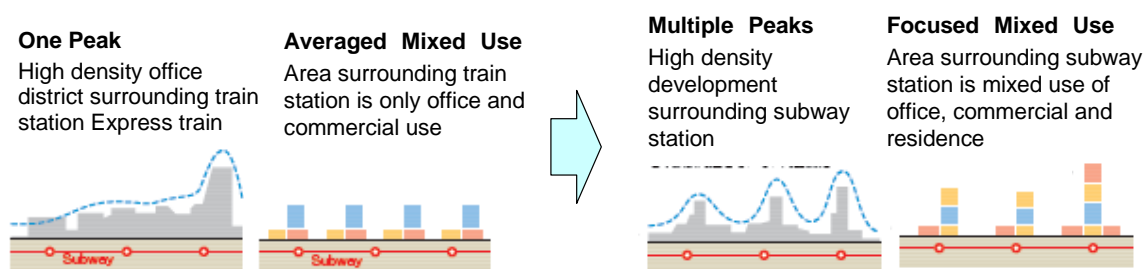 One Peak
High density office
district surrounding train
station Express train
Averaged Mixed Use
Area surrounding train
station is only office and
commercial use
Multiple Peaks
High density
development
surrounding subway
station
Focused Mixed Use
Area surrounding subway
station is mixed use of
office, commercial and
residence
Subway
Subway